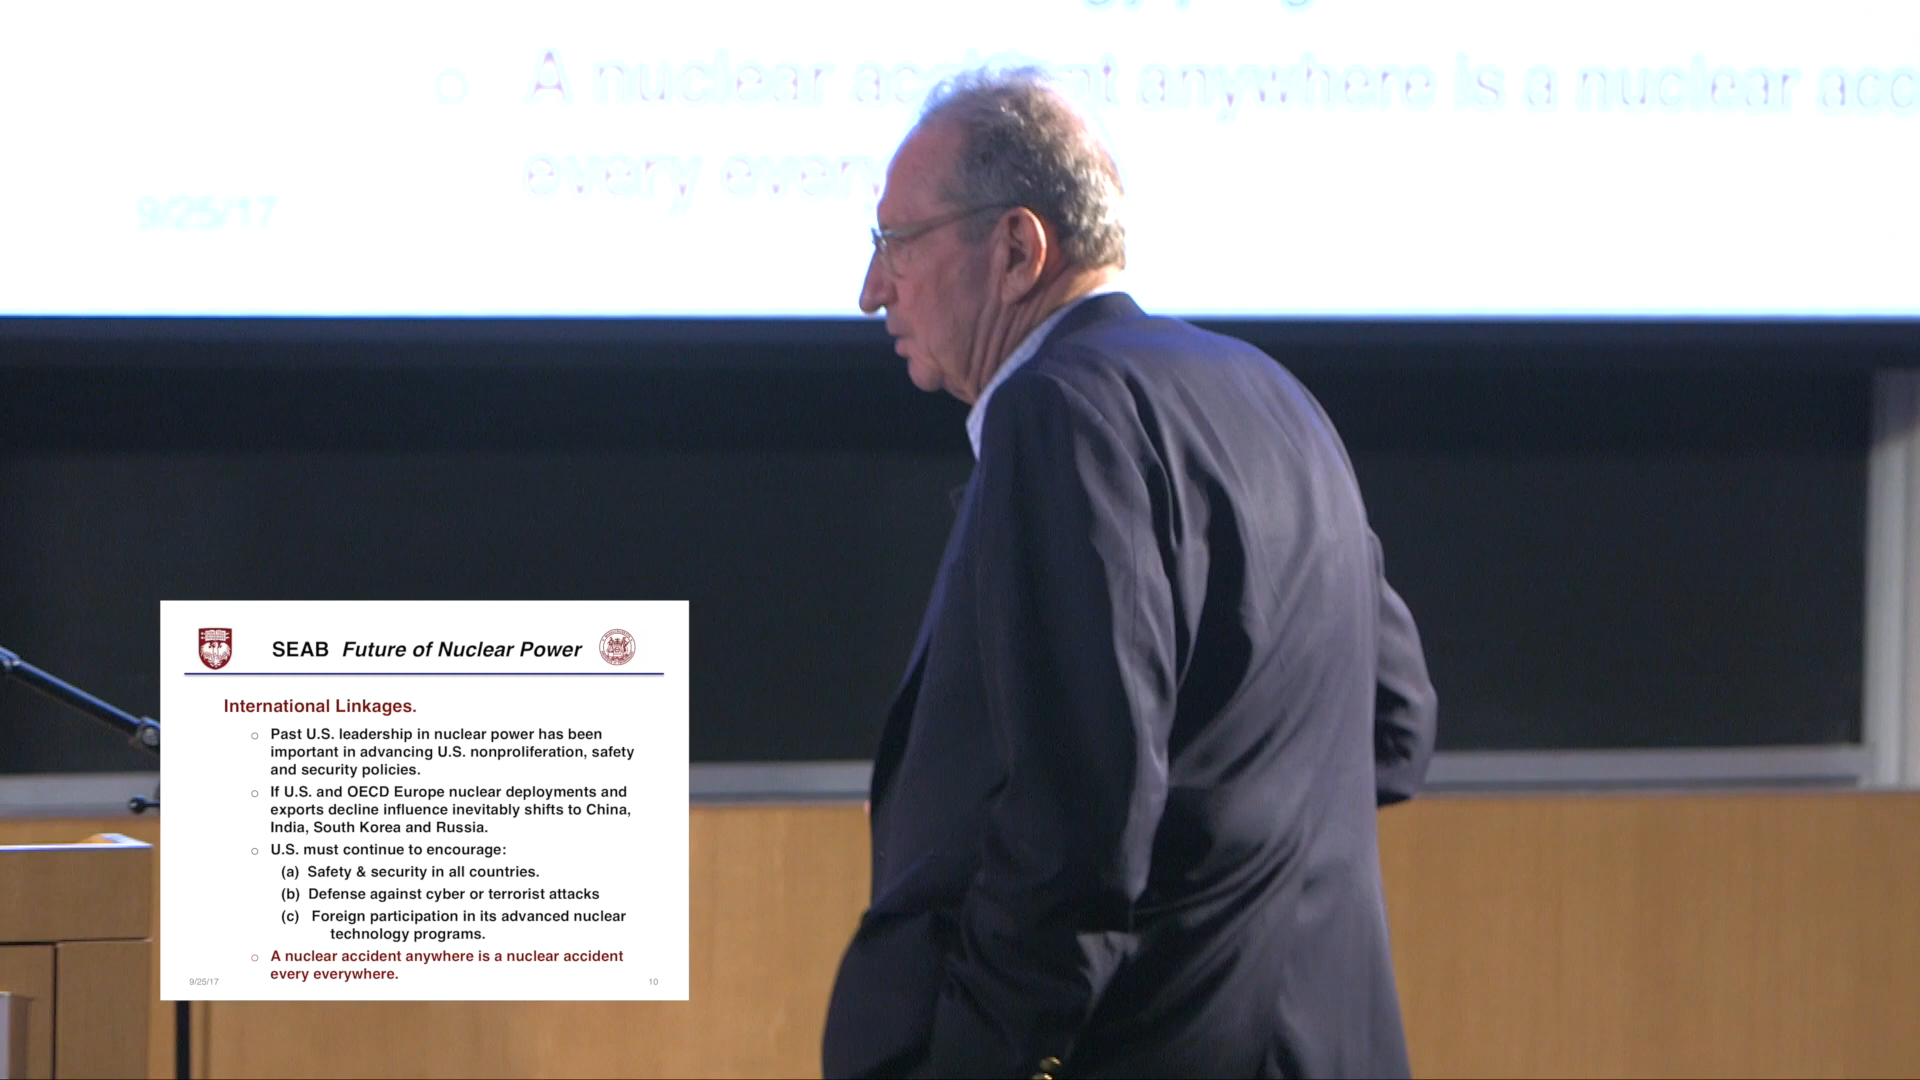 A nuclear acc nt anywhere is a nuclear acc
every every
9/25/17
SEAB Future of Nuclear Power
International Linkages.
○ Past U.S. leadership in nuclear power has been
important in advancing U.S. nonproliferation, safety
and security policies.
○ If U.S. and OECD Europe nuclear deployments and
exports decline influence inevitably shifts to China,
India, South Korea and Russia.
○ U.S. must continue to encourage:
(a) Safety & security in all countries.
(b) Defense against cyber or terrorist attacks
(c) Foreign participation in its advanced nuclear
technology programs.
○ A nuclear accident anywhere is a nuclear accident
every everywhere.
9/25/17 10